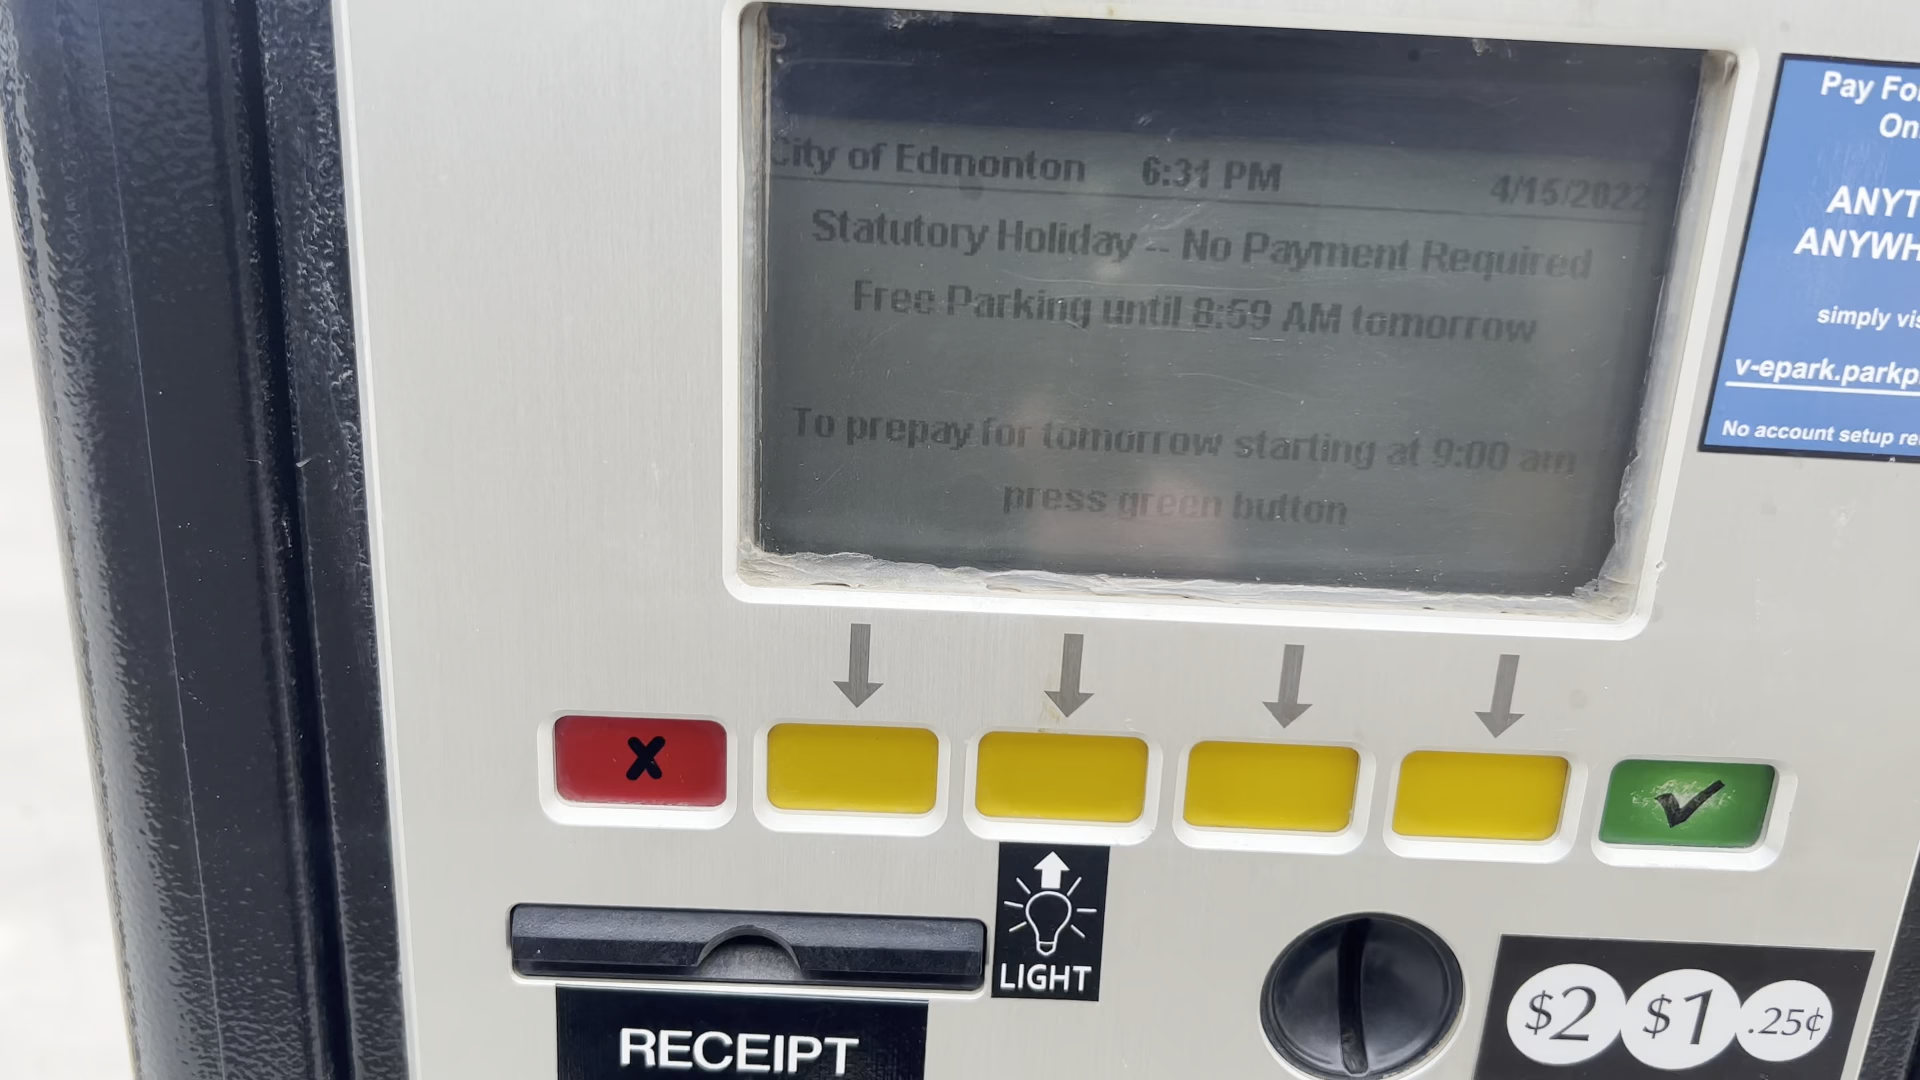 City of Edmonton 6:31 PM 4/15/2022
Statutory Holiday -- No Payment Required
Free Parking until 8:59 AM tomorrow
To prepay for tomorrow starting at 9:00 am
press green button
Pay For
On
ANYT
ANYWH
simply vis
v-epark.parkp
No account setup re
X
LIGHT
RECEIPT
$2 $1 .25¢